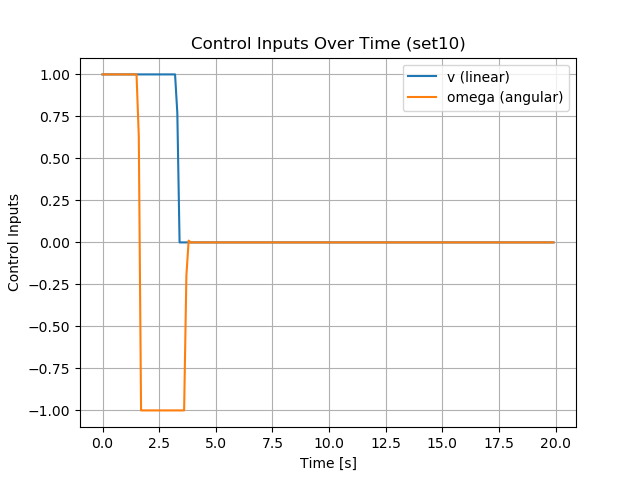 Control Inputs Over Time (set10)
v (linear)
omega (angular)
Control Inputs
1.00
0.75
0.50
0.25
0.00
−0.25
−0.50
−0.75
−1.00
0.0 2.5 5.0 7.5 10.0 12.5 15.0 17.5 20.0
Time [s]